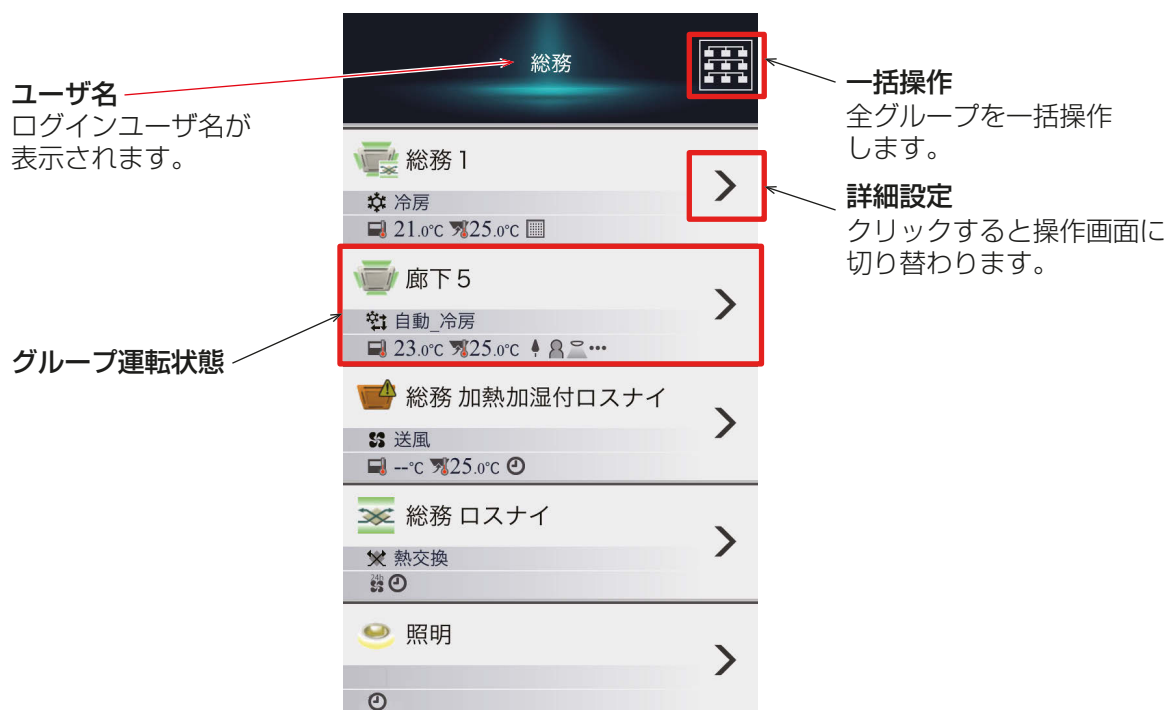 総務
ユーザ名
ログインユーザ名が
表示されます。
一括操作
全グループを一括操作
します。
総務1
冷房
21.0℃ 25.0℃
詳細設定
クリックすると操作画面に
切り替わります。
廊下5
自動_冷房
23.0℃ 25.0℃ •••
グループ運転状態
総務 加熱加湿付ロスナイ
送風
--℃ 25.0℃
総務 ロスナイ
熱交換
24h
照明